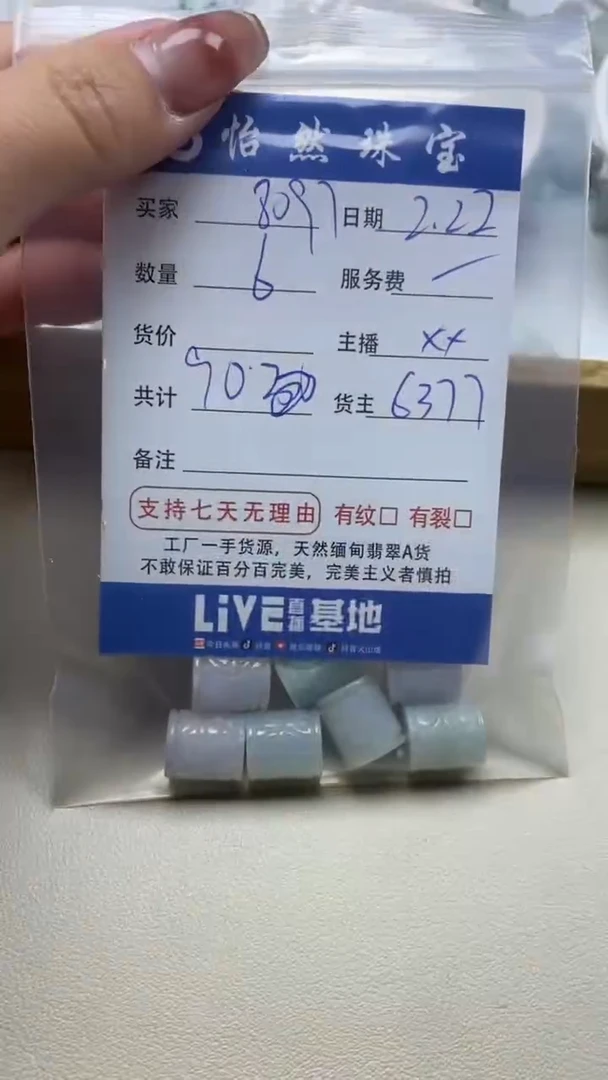 怡然珠宝
买家 8097 日期 2.22
数量 6 服务费 /
货价 主播 xx
共计 货主 6377
备注
支持七天无理由 有纹□ 有裂□
工厂一手货源，天然缅甸翡翠A货
不敢保证百分百完美，完美主义者慎拍
LiVE直播基地